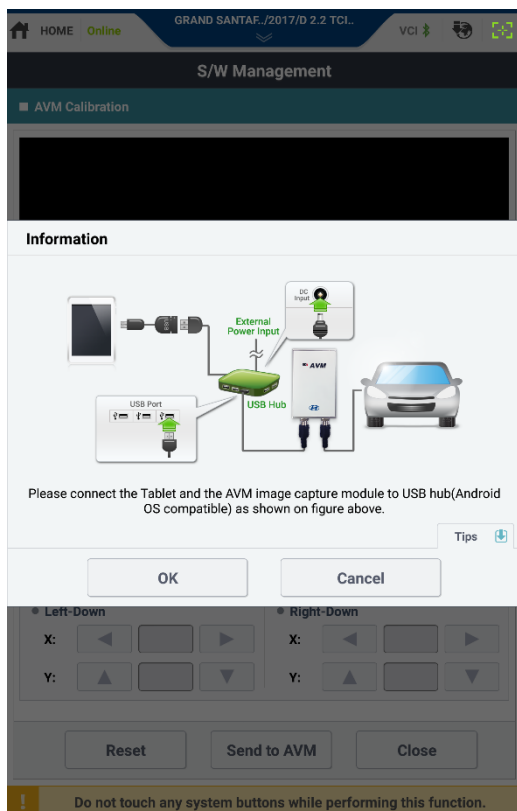 HOME Online GRAND SANTAF../2017/D 2.2 TCI.. VCI
S/W Management
AVM Calibration
Information
DC
Input
External
Power Input
AVM
USB Port
USB Hub
Please connect the Tablet and the AVM image capture module to USB hub(Android
OS compatible) as shown on figure above.
Tips
OK Cancel
Left-Down Right-Down
X: X:
Y: Y:
Reset Send to AVM Close
! Do not touch any system buttons while performing this function.